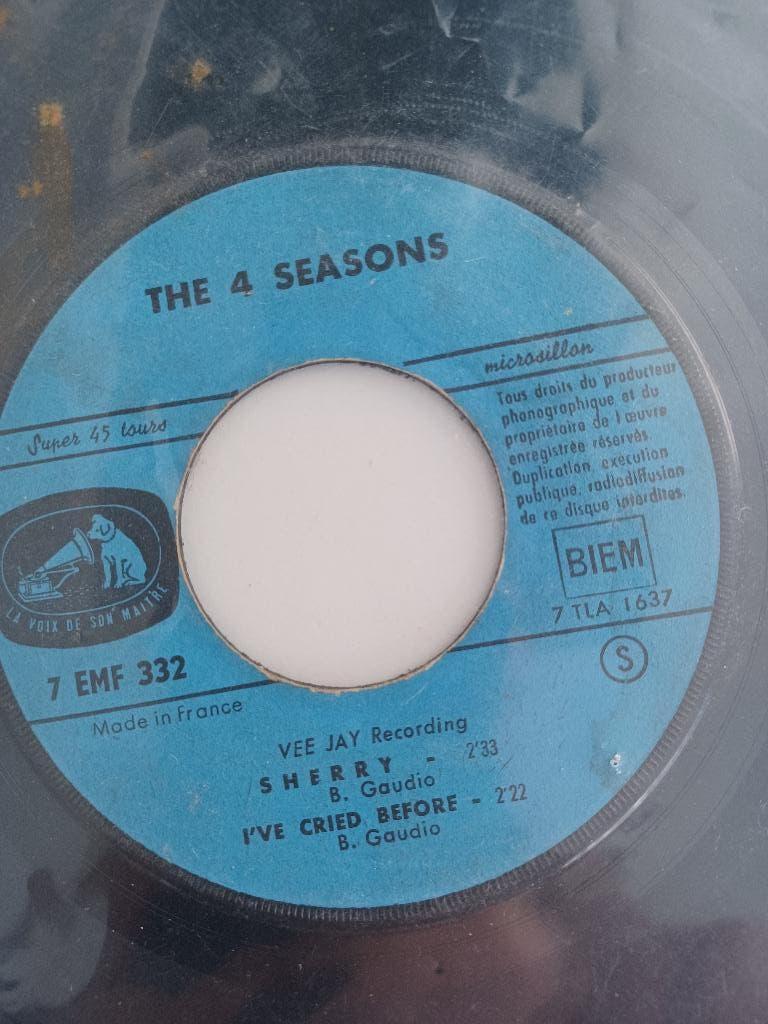 THE 4 SEASONS
microsillon
Super 45 tours
Tous droits du producteur
phonographique et du
propriétaire de l'œuvre
enregistrée réservés.
Duplication, exécution
publique, radiodiffusion
de ce disque interdites.
BIEM
7 TLA 1637
S
LA VOIX DE SON MAITRE
7 EMF 332
Made in France
VEE JAY Recording
SHERRY - 2'33
B. Gaudio
I'VE CRIED BEFORE - 2'22
B. Gaudio